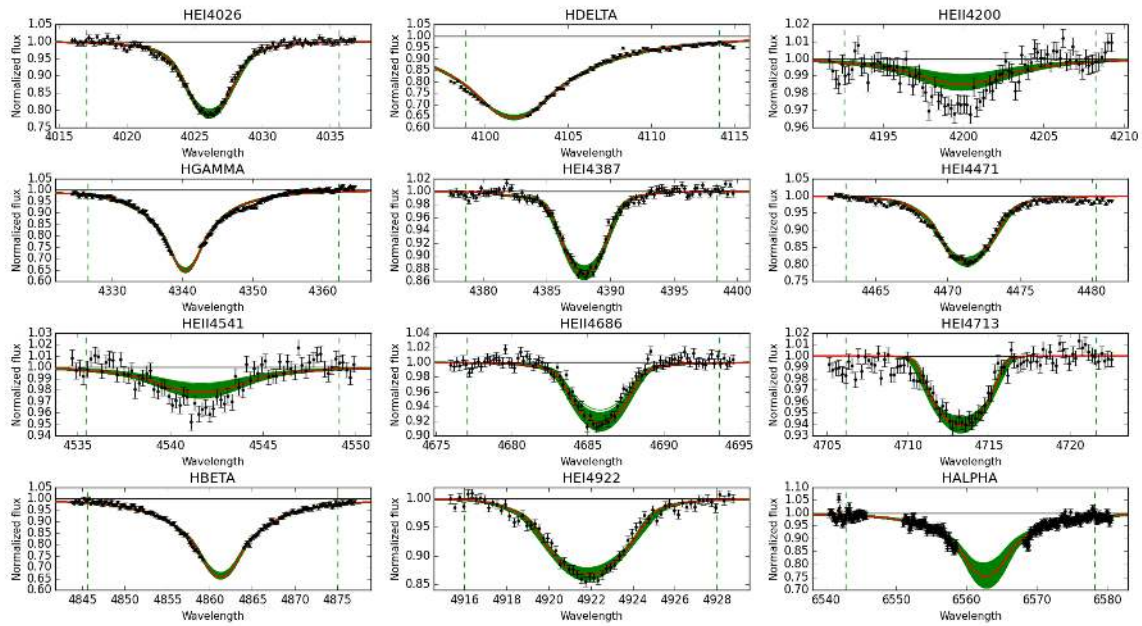 HEI4026
HDELTA
HEII4200
Normalized flux
1.05
1.00
0.95
0.90
0.85
0.80
0.75
4015 4020 4025 4030 4035
Wavelength
Normalized flux
1.05
1.00
0.95
0.90
0.85
0.80
0.75
0.70
0.65
0.60
4100 4105 4110 4115
Wavelength
Normalized flux
1.02
1.01
1.00
0.99
0.98
0.97
0.96
4195 4200 4205 4210
Wavelength
HGAMMA
HEI4387
HEI4471
Normalized flux
1.05
1.00
0.95
0.90
0.85
0.80
0.75
0.70
0.65
0.60
4330 4340 4350 4360
Wavelength
Normalized flux
1.02
1.00
0.98
0.96
0.94
0.92
0.90
0.88
0.86
4380 4385 4390 4395 4400
Wavelength
Normalized flux
1.05
1.00
0.95
0.90
0.85
0.80
0.75
4465 4470 4475 4480
Wavelength
HEII4541
HEII4686
HEI4713
Normalized flux
1.03
1.02
1.01
1.00
0.99
0.98
0.97
0.96
0.95
0.94
4535 4540 4545 4550
Wavelength
Normalized flux
1.04
1.02
1.00
0.98
0.96
0.94
0.92
0.90
4675 4680 4685 4690 4695
Wavelength
Normalized flux
1.03
1.02
1.01
1.00
0.99
0.98
0.97
0.96
0.95
0.94
0.93
4705 4710 4715 4720
Wavelength
HBETA
HEI4922
HALPHA
Normalized flux
1.05
1.00
0.95
0.90
0.85
0.80
0.75
0.70
0.65
0.60
4845 4850 4855 4860 4865 4870 4875
Wavelength
Normalized flux
1.00
0.95
0.90
0.85
4916 4918 4920 4922 4924 4926 4928
Wavelength
Normalized flux
1.10
1.05
1.00
0.95
0.90
0.85
0.80
0.75
0.70
6540 6550 6560 6570 6580
Wavelength